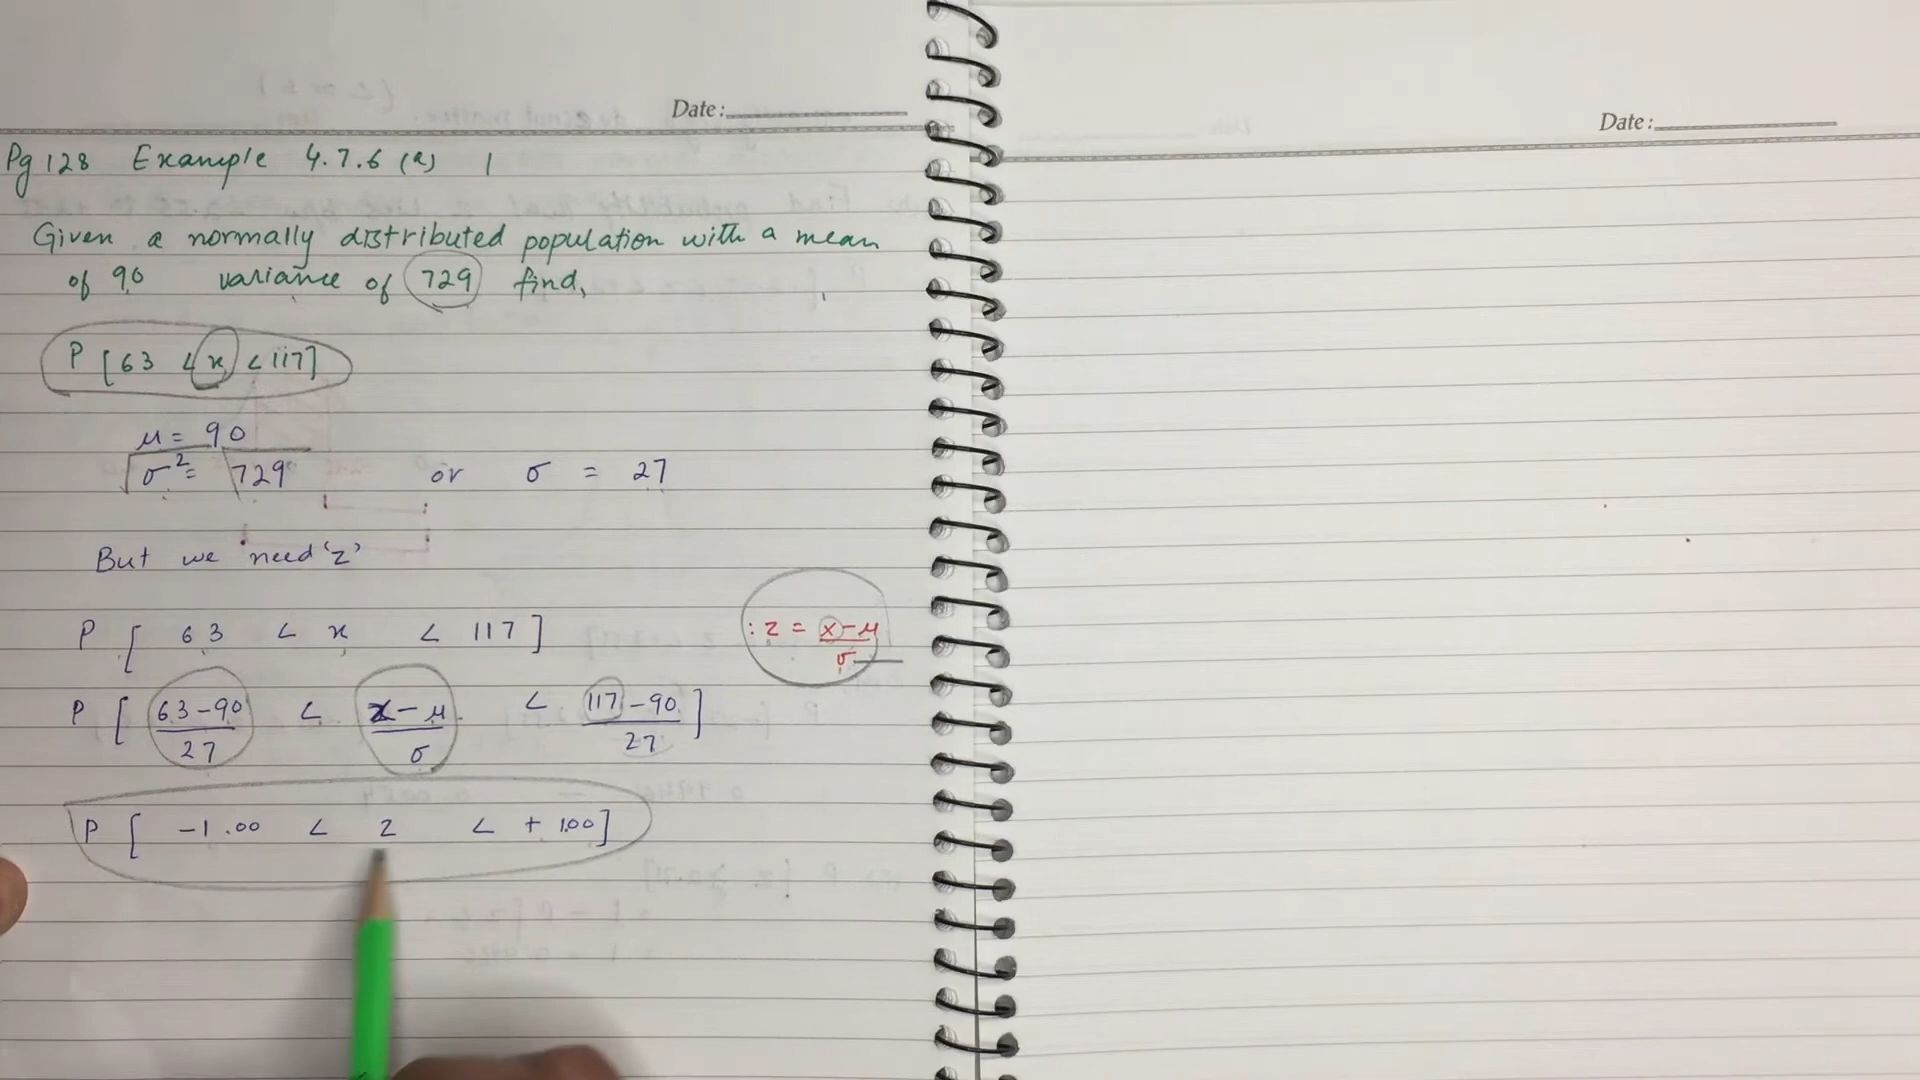 Date:
Date:
Pg 128 Example 4.7.6 (a)
Given a normally distributed population with a mean
of 90 variance of 729 find,
P [63 < x < 117]
μ = 90
√σ² = √729 or σ = 27
But we need 'z'
P [ 63 < x < 117 ]
: z = x-μ / σ
P [ 63-90 / 27 < x-μ / σ < 117-90 / 27 ]
P [ -1.00 < z < + 1.00 ]